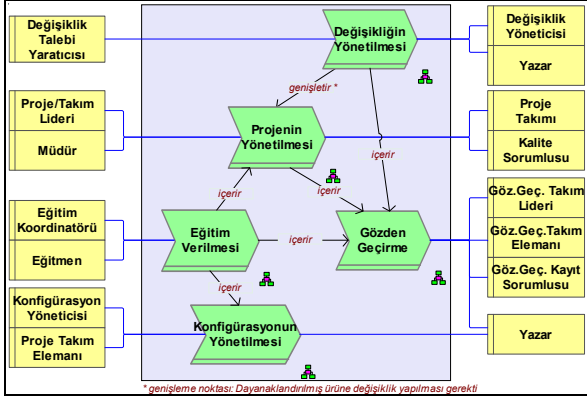 Değişiklik
Talebi
Yaratıcısı
Değişikliğin
Yönetilmesi
Değişiklik
Yöneticisi
Yazar
genişletir *
içerir
Proje/Takım
Lideri
Müdür
Projenin
Yönetilmesi
Proje
Takımı
Kalite
Sorumlusu
içerir
içerir
Eğitim
Koordinatörü
Eğitmen
Eğitim
Verilmesi
içerir
Gözden
Geçirme
Göz.Geç. Takım
Lideri
Göz.Geç.Takım
Elemanı
Göz.Geç. Kayıt
Sorumlusu
içerir
Konfigürasyon
Yöneticisi
Proje Takım
Elemanı
Konfigürasyonun
Yönetilmesi
Yazar
* genişleme noktası: Dayanaklandırılmış ürüne değişiklik yapılması gerekti